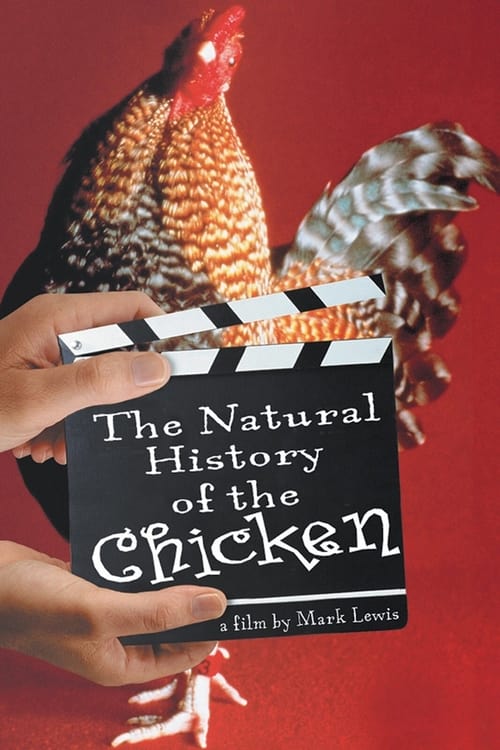 The Natural
History
of the
Chicken
a film by Mark Lewis